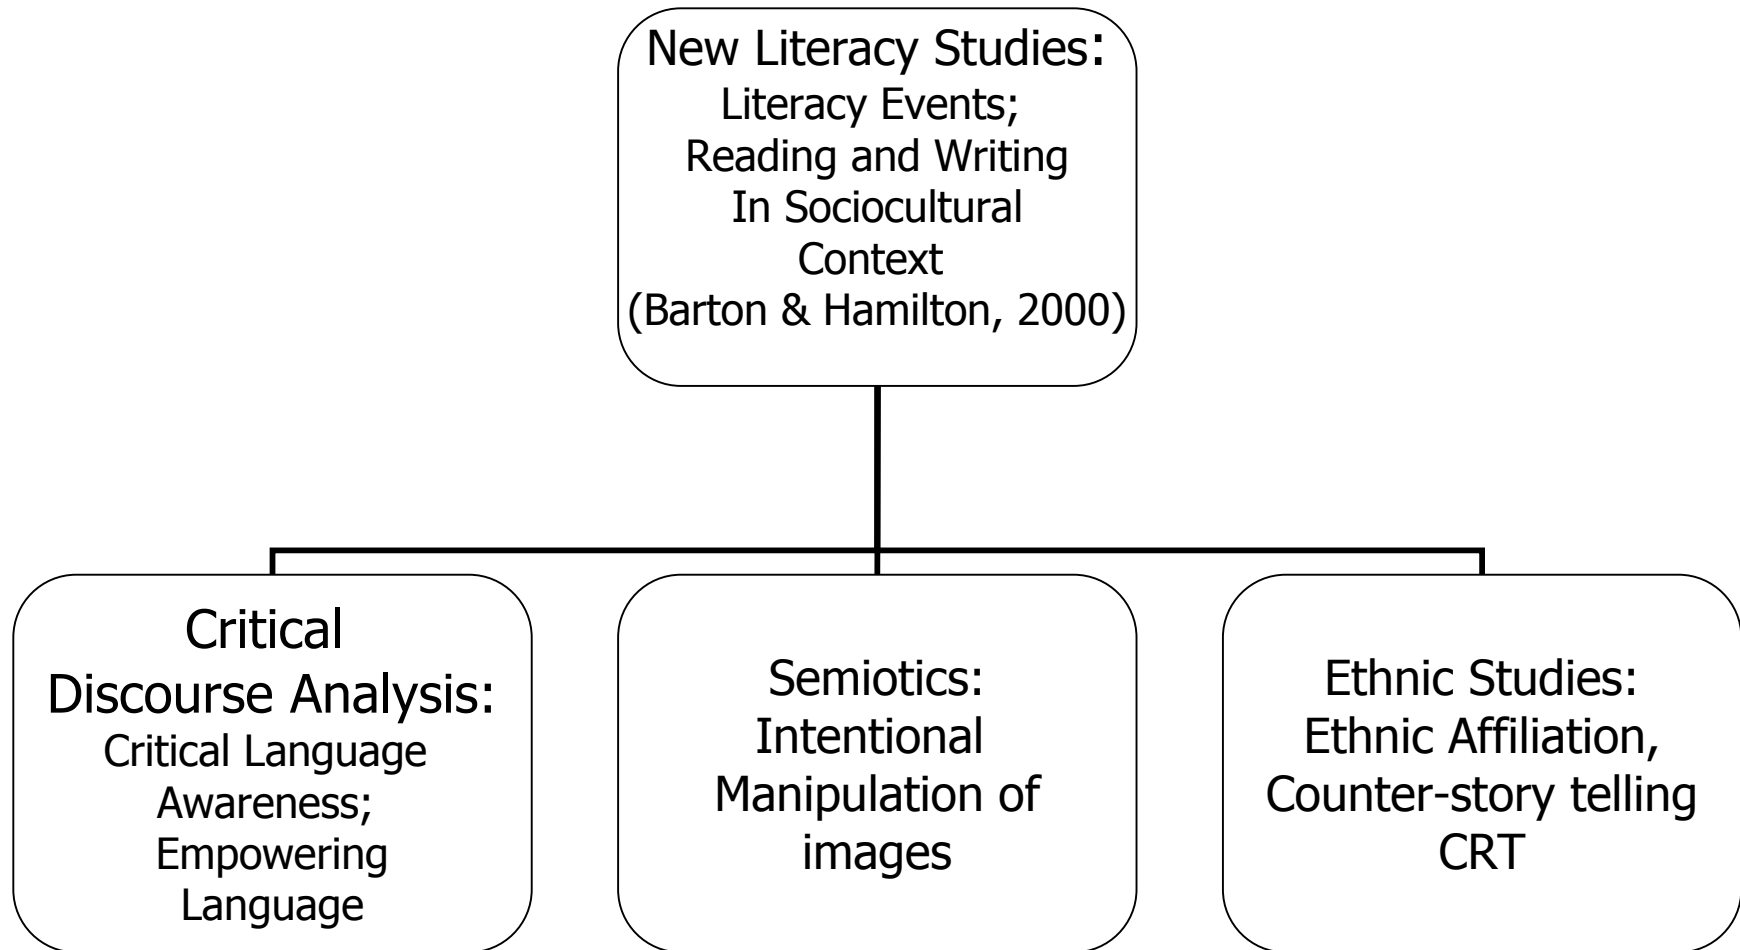 New Literacy Studies:
Literacy Events;
Reading and Writing
In Sociocultural
Context
(Barton & Hamilton, 2000)
Critical
Discourse Analysis:
Critical Language
Awareness;
Empowering
Language
Semiotics:
Intentional
Manipulation of
images
Ethnic Studies:
Ethnic Affiliation,
Counter-story telling
CRT